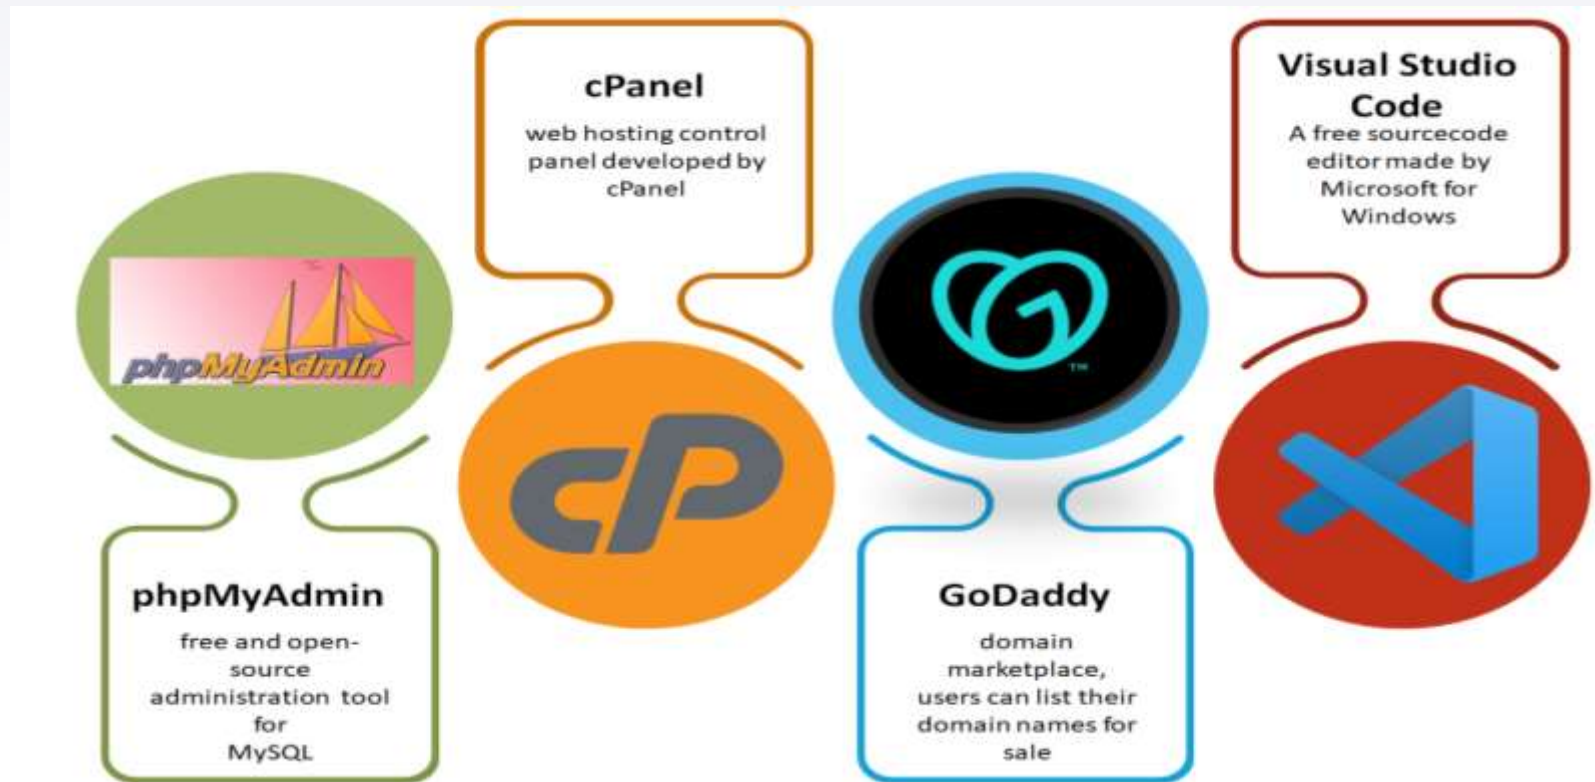 phpMyAdmin
phpMyAdmin
free and open-
source
administration tool
for
MySQL
cPanel
web hosting control
panel developed by
cPanel
cP
G
TM
GoDaddy
domain
marketplace,
users can list their
domain names for
sale
Visual Studio
Code
A free sourcecode
editor made by
Microsoft for
Windows